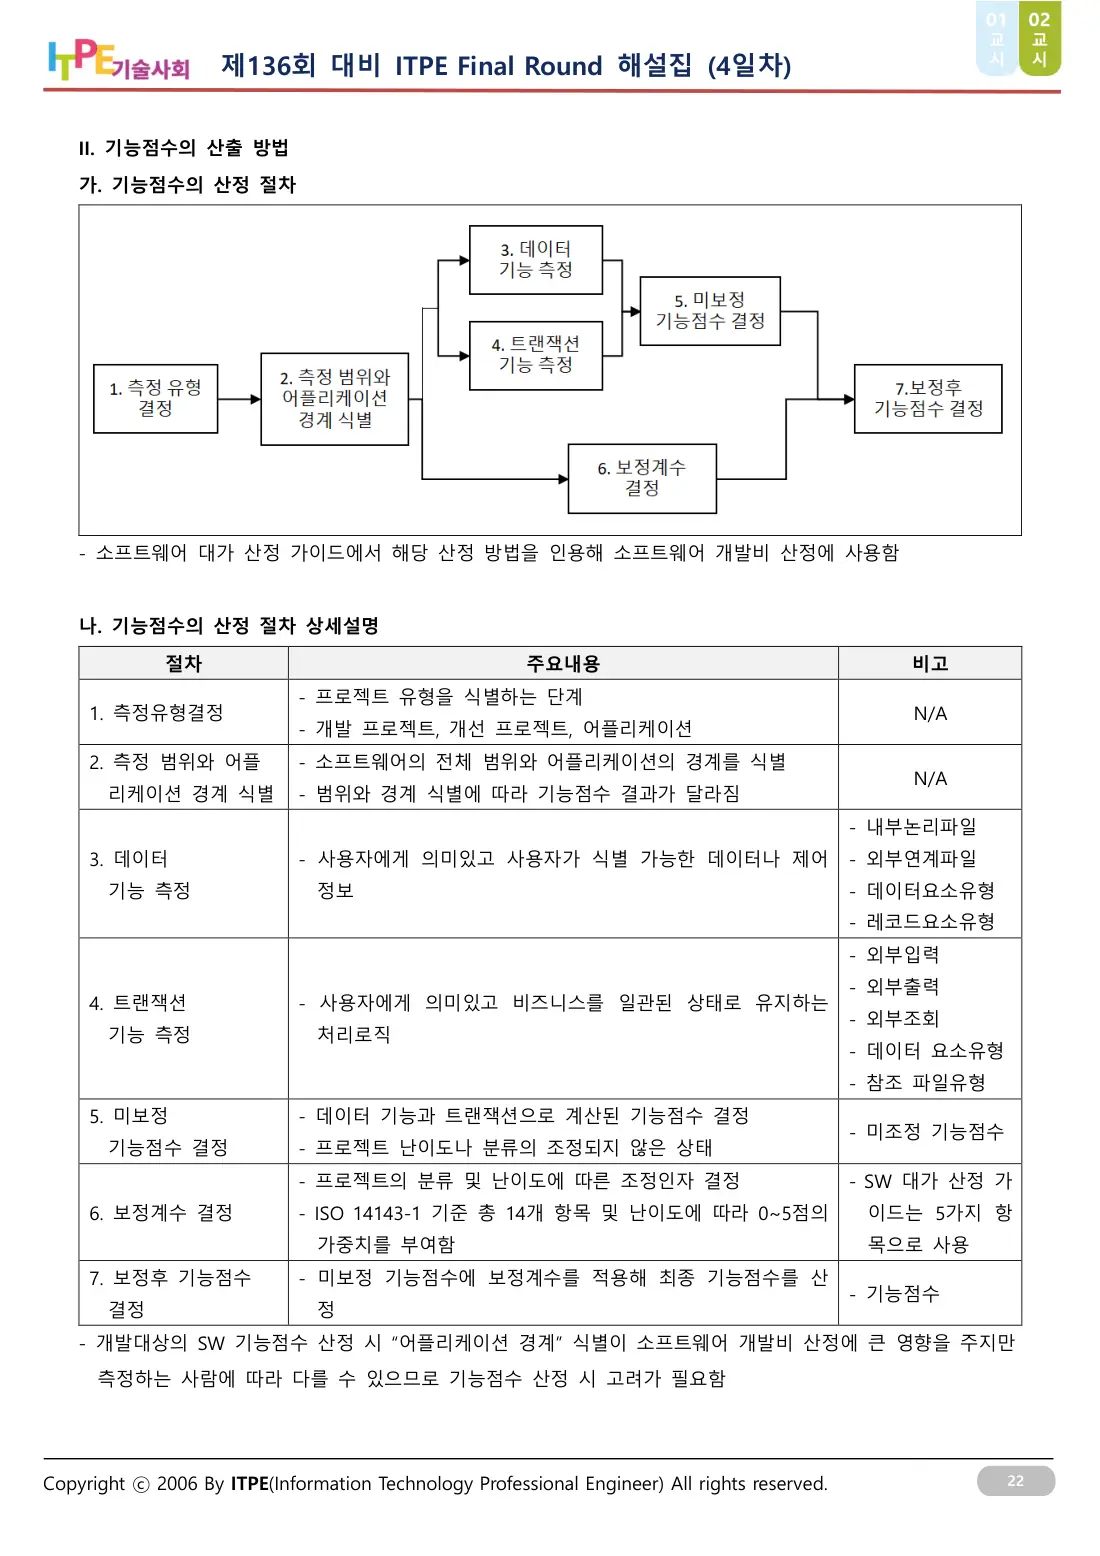 01
교
시
02
교
시
ITPE기술사회
제136회 대비 ITPE Final Round 해설집 (4일차)
II. 기능점수의 산출 방법
가. 기능점수의 산정 절차
1. 측정 유형
결정
2. 측정 범위와
어플리케이션
경계 식별
3. 데이터
기능 측정
4. 트랜잭션
기능 측정
5. 미보정
기능점수 결정
6. 보정계수
결정
7.보정후
기능점수 결정
- 소프트웨어 대가 산정 가이드에서 해당 산정 방법을 인용해 소프트웨어 개발비 산정에 사용함
나. 기능점수의 산정 절차 상세설명
절차 주요내용 비고
1. 측정유형결정
- 프로젝트 유형을 식별하는 단계
- 개발 프로젝트, 개선 프로젝트, 어플리케이션
N/A
2. 측정 범위와 어플
리케이션 경계 식별
- 소프트웨어의 전체 범위와 어플리케이션의 경계를 식별
- 범위와 경계 식별에 따라 기능점수 결과가 달라짐
N/A
3. 데이터
기능 측정
- 사용자에게 의미있고 사용자가 식별 가능한 데이터나 제어
정보
- 내부논리파일
- 외부연계파일
- 데이터요소유형
- 레코드요소유형
4. 트랜잭션
기능 측정
- 사용자에게 의미있고 비즈니스를 일관된 상태로 유지하는
처리로직
- 외부입력
- 외부출력
- 외부조회
- 데이터 요소유형
- 참조 파일유형
5. 미보정
기능점수 결정
- 데이터 기능과 트랜잭션으로 계산된 기능점수 결정
- 프로젝트 난이도나 분류의 조정되지 않은 상태
- 미조정 기능점수
6. 보정계수 결정
- 프로젝트의 분류 및 난이도에 따른 조정인자 결정
- ISO 14143-1 기준 총 14개 항목 및 난이도에 따라 0~5점의
가중치를 부여함
- SW 대가 산정 가
이드는 5가지 항
목으로 사용
7. 보정후 기능점수
결정
- 미보정 기능점수에 보정계수를 적용해 최종 기능점수를 산
정
- 기능점수
- 개발대상의 SW 기능점수 산정 시 “어플리케이션 경계” 식별이 소프트웨어 개발비 산정에 큰 영향을 주지만
측정하는 사람에 따라 다를 수 있으므로 기능점수 산정 시 고려가 필요함
Copyright ⓒ 2006 By ITPE(Information Technology Professional Engineer) All rights reserved.
22